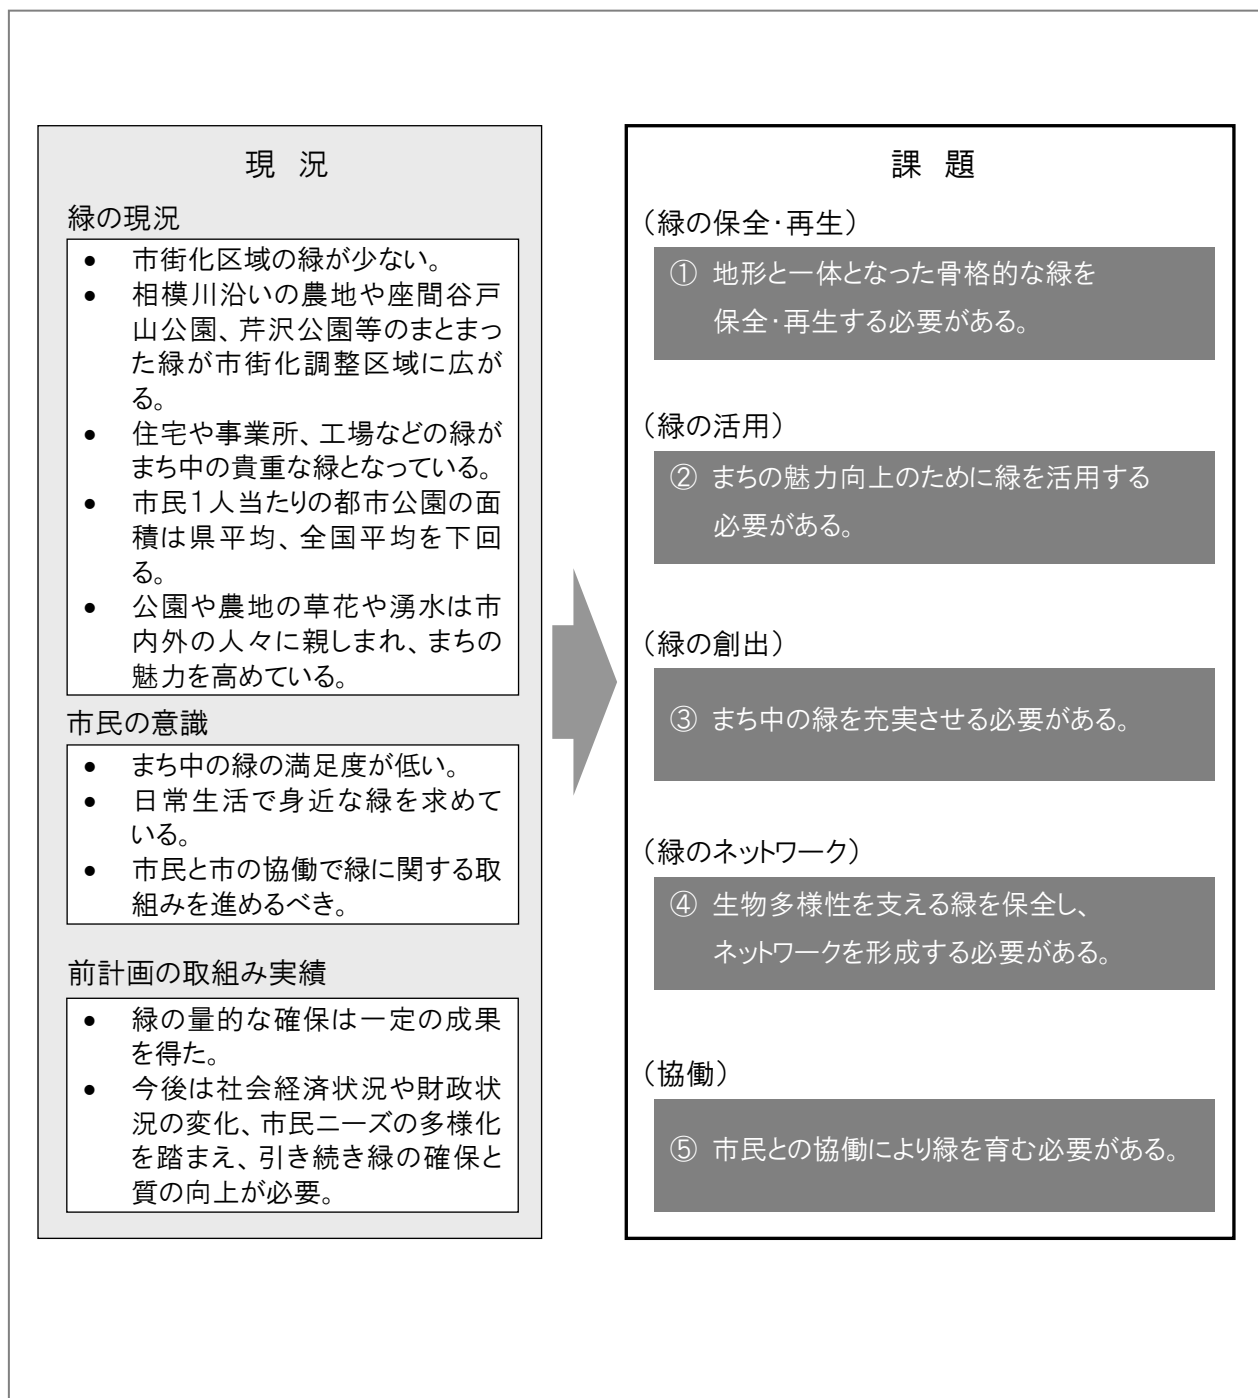 現 況
緑の現況
• 市街化区域の緑が少ない。
• 相模川沿いの農地や座間谷戸
山公園、芹沢公園等のまとまっ
た緑が市街化調整区域に広が
る。
• 住宅や事業所、工場などの緑が
まち中の貴重な緑となっている。
• 市民1人当たりの都市公園の面
積は県平均、全国平均を下回
る。
• 公園や農地の草花や湧水は市
内外の人々に親しまれ、まちの
魅力を高めている。
市民の意識
• まち中の緑の満足度が低い。
• 日常生活で身近な緑を求めて
いる。
• 市民と市の協働で緑に関する取
組みを進めるべき。
前計画の取組み実績
• 緑の量的な確保は一定の成果
を得た。
• 今後は社会経済状況や財政状
況の変化、市民ニーズの多様化
を踏まえ、引き続き緑の確保と
質の向上が必要。
課 題
（緑の保全・再生）
① 地形と一体となった骨格的な緑を
保全・再生する必要がある。
（緑の活用）
② まちの魅力向上のために緑を活用する
必要がある。
（緑の創出）
③ まち中の緑を充実させる必要がある。
（緑のネットワーク）
④ 生物多様性を支える緑を保全し、
ネットワークを形成する必要がある。
（協働）
⑤ 市民との協働により緑を育む必要がある。